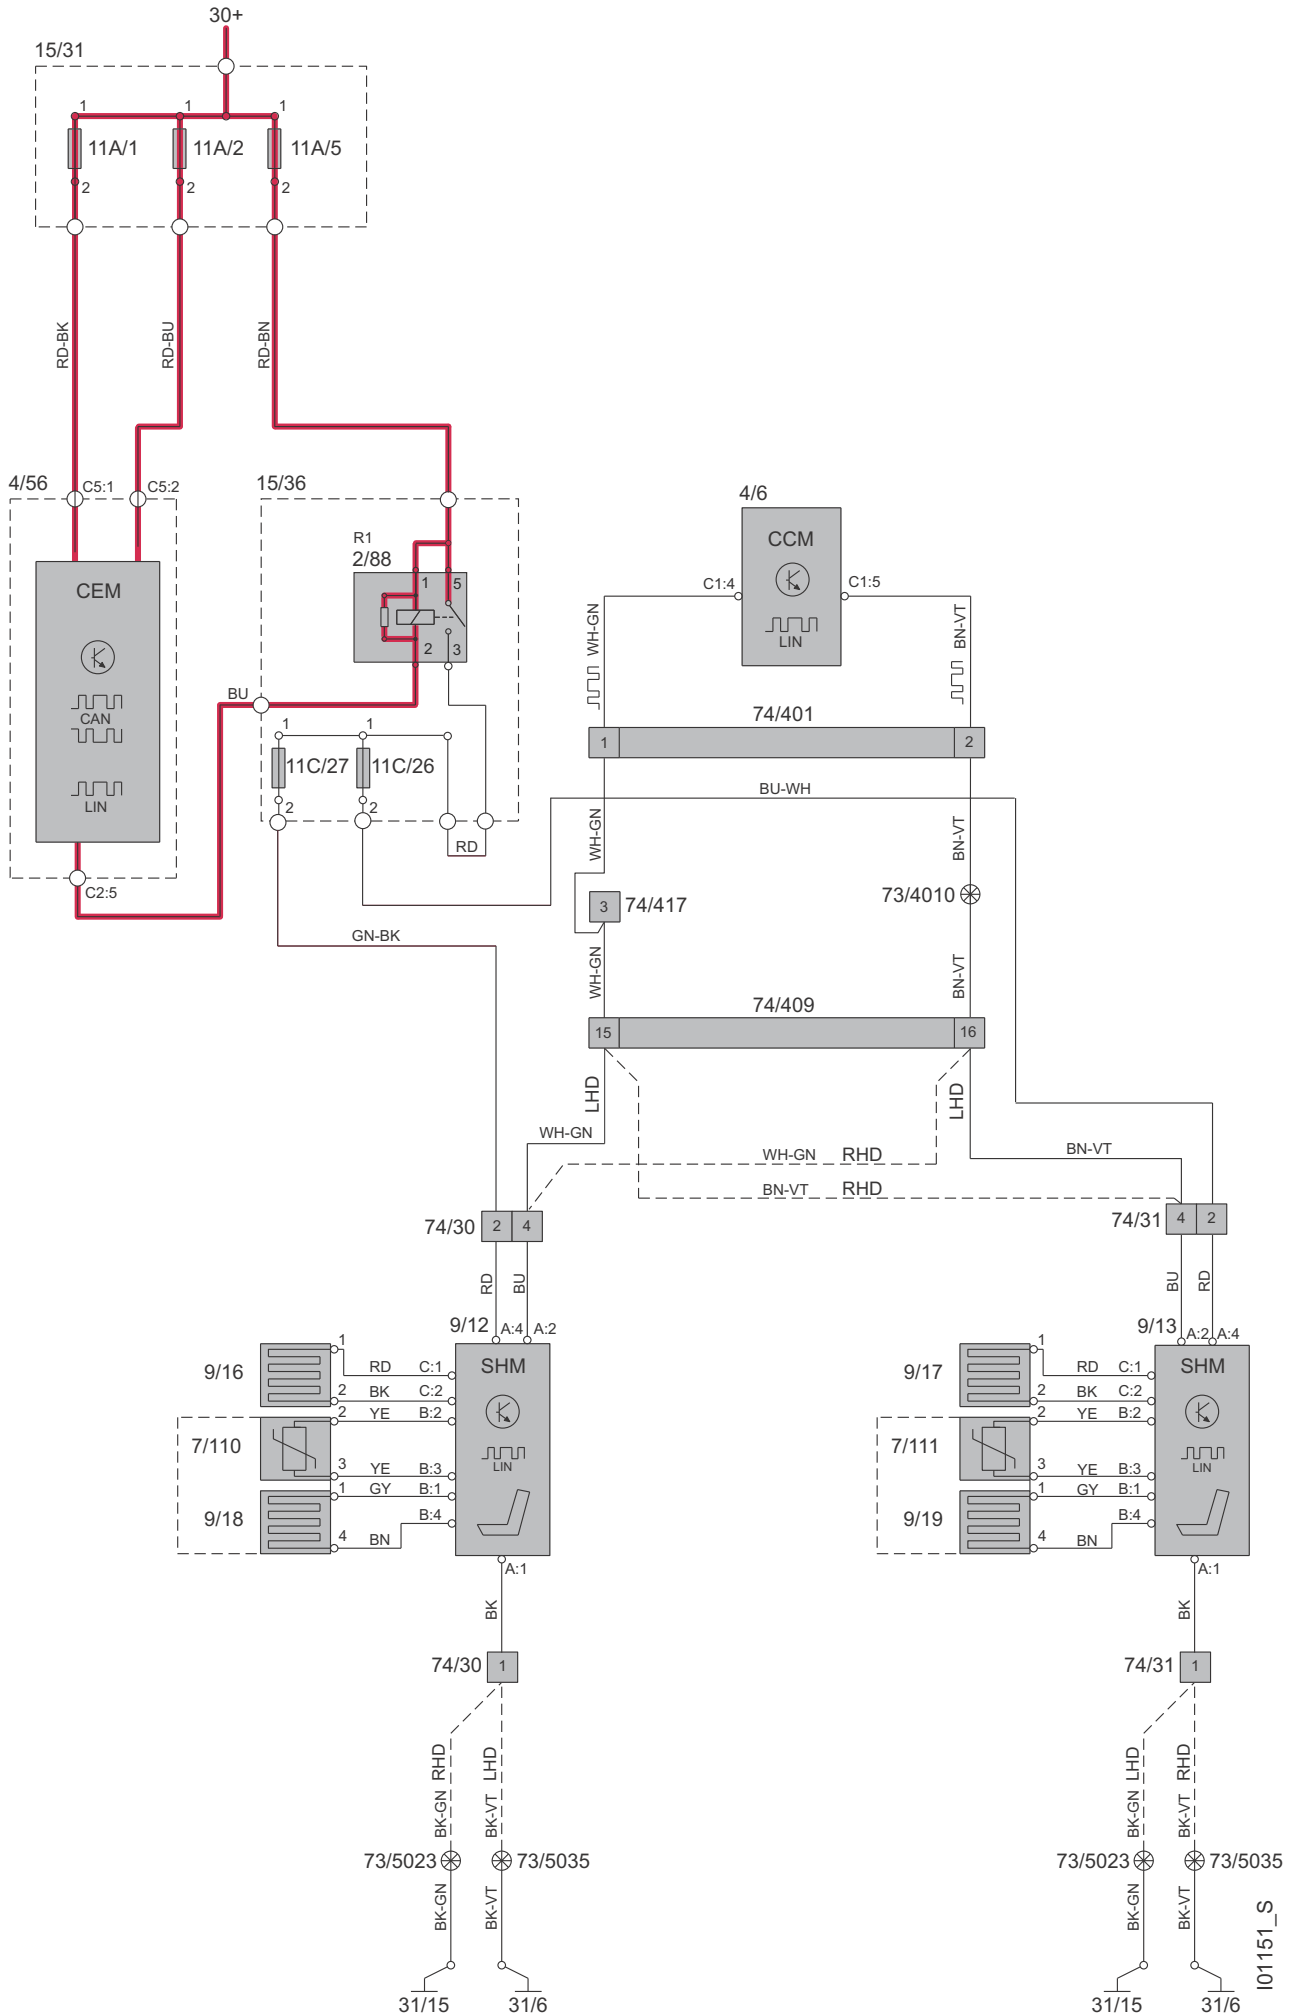 30+
15/31
1
1
1
11A/1
11A/2
11A/5
2
2
2
RD-BK
RD-BU
RD-BN
4/56
C5:1
C5:2
15/36
4/6
R1
2/88
CCM
LIN
C1:4
C1:5
1
5
2
3
CEM
CAN
LIN
WH-GN
BN-VT
BU
74/401
1
2
1
1
11C/27
11C/26
2
2
RD
BU-WH
WH-GN
BN-VT
C2:5
3
74/417
73/4010
GN-BK
WH-GN
BN-VT
74/409
15
16
LHD
LHD
WH-GN
WH-GN
RHD
BN-VT
BN-VT
RHD
74/30
2
4
74/31
4
2
RD
BU
BU
RD
9/12
A:4
A:2
9/13
A:2
A:4
9/16
1
RD
C:1
SHM
2
BK
C:2
2
YE
B:2
7/110
LIN
3
YE
B:3
1
GY
B:1
9/18
B:4
4
BN
A:1
BK
9/17
1
RD
C:1
SHM
2
BK
C:2
2
YE
B:2
7/111
LIN
3
YE
B:3
1
GY
B:1
9/19
B:4
4
BN
A:1
BK
74/30
1
74/31
1
RHD
LHD
BK-GN
BK-VT
LHD
RHD
BK-GN
BK-VT
73/5023
73/5035
73/5023
73/5035
BK-GN
BK-VT
BK-GN
BK-VT
31/15
31/6
31/15
31/6
I01151_S